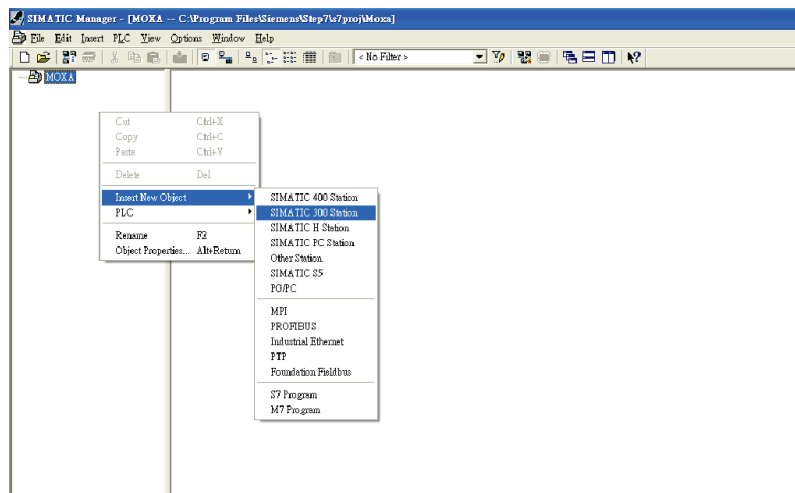 SIMATIC Manager - [MOXA -- C:\Program Files\Siemens\Step7\s7proj\Moxa]
File Edit Insert PLC View Options Window Help
< No Filter >
MOXA
Cut Ctrl+X
Copy Ctrl+C
Paste Ctrl+V
Delete Del
Insert New Object
PLC
Rename F2
Object Properties... Alt+Return
SIMATIC 400 Station
SIMATIC 300 Station
SIMATIC H Station
SIMATIC PC Station
Other Station
SIMATIC S5
PG/PC
MPI
PROFIBUS
Industrial Ethernet
PTP
Foundation Fieldbus
S7 Program
M7 Program